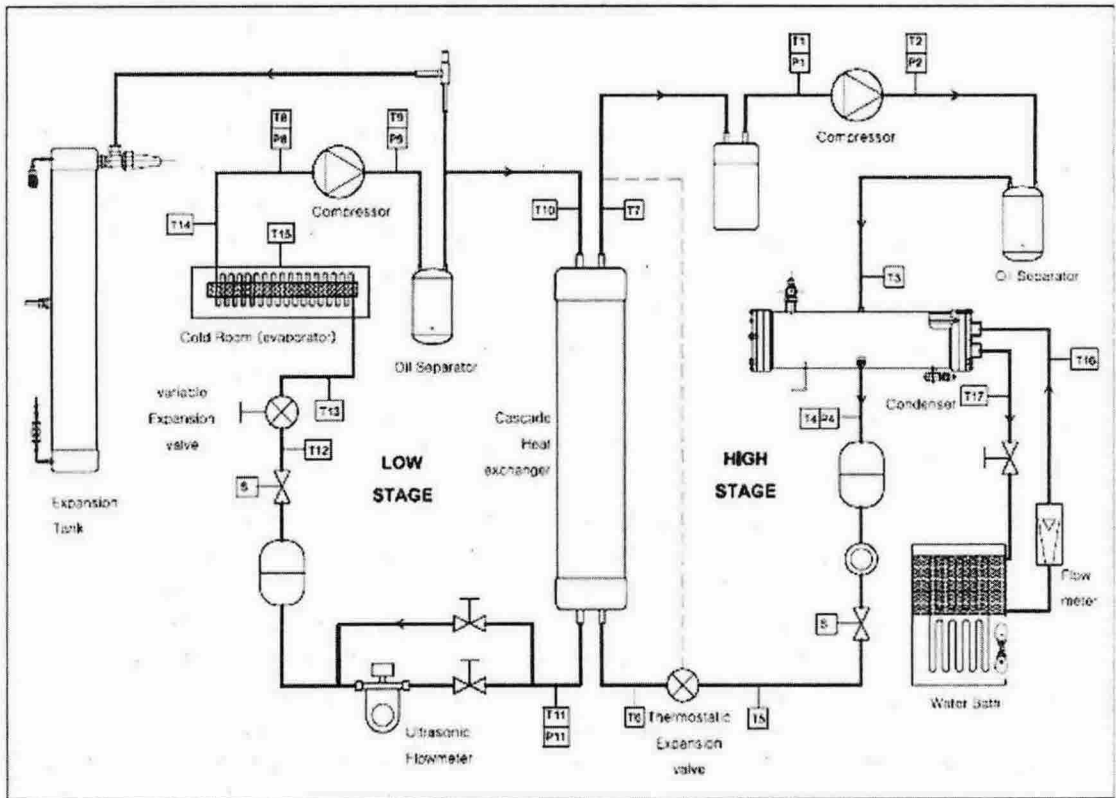 T1
P1
T2
P2
Compressor
T8
P8
T9
P9
Compressor
T10
T7
T14
T15
Oil Separator
T3
Cold Room (evaporator)
Oil Separator
T16
variable
Expansion
valve
T13
Condenser
T17
Cascade
Heat
exchanger
T4 P4
T12
LOW
STAGE
HIGH
STAGE
S
Expansion
Tank
Flow
meter
S
Water Bath
T11
P11
T6
Thermostatic
Expansion
valve
T5
Ultrasonic
Flowmeter